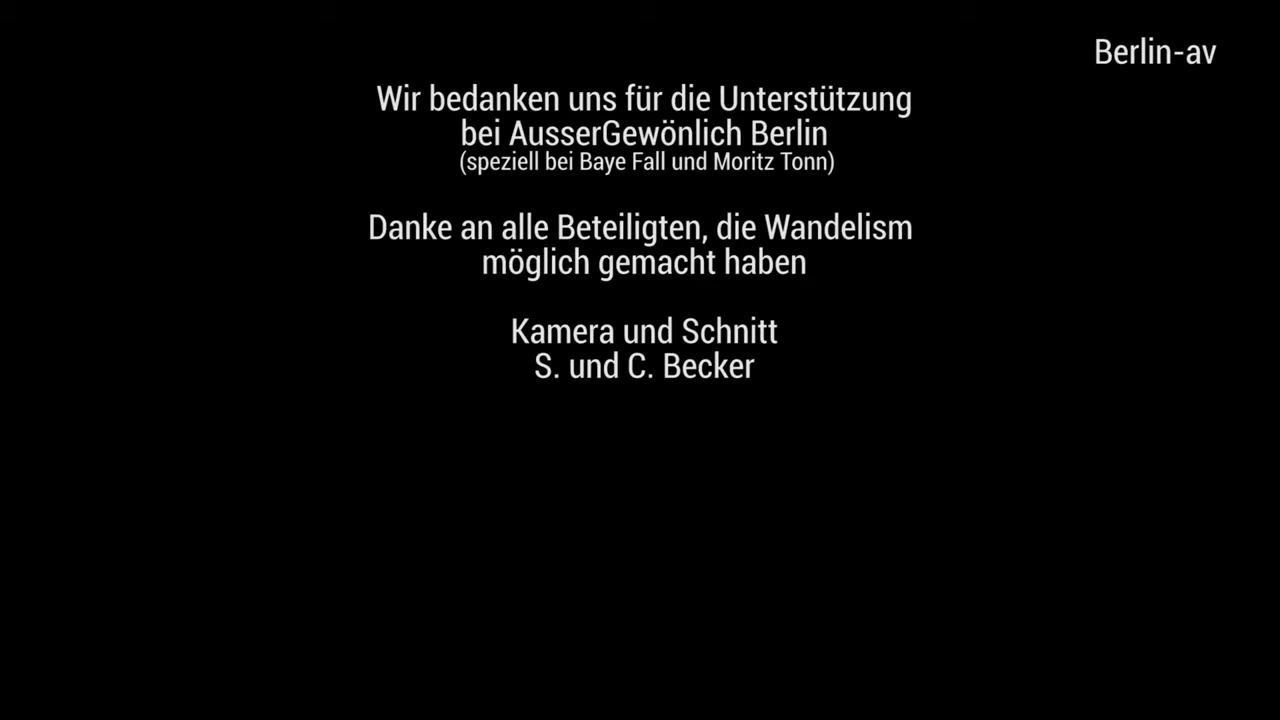 Berlin-av
Wir bedanken uns für die Unterstützung
bei AusserGewönlich Berlin
(speziell bei Baye Fall und Moritz Tonn)
Danke an alle Beteiligten, die Wandelism
möglich gemacht haben
Kamera und Schnitt
S. und C. Becker